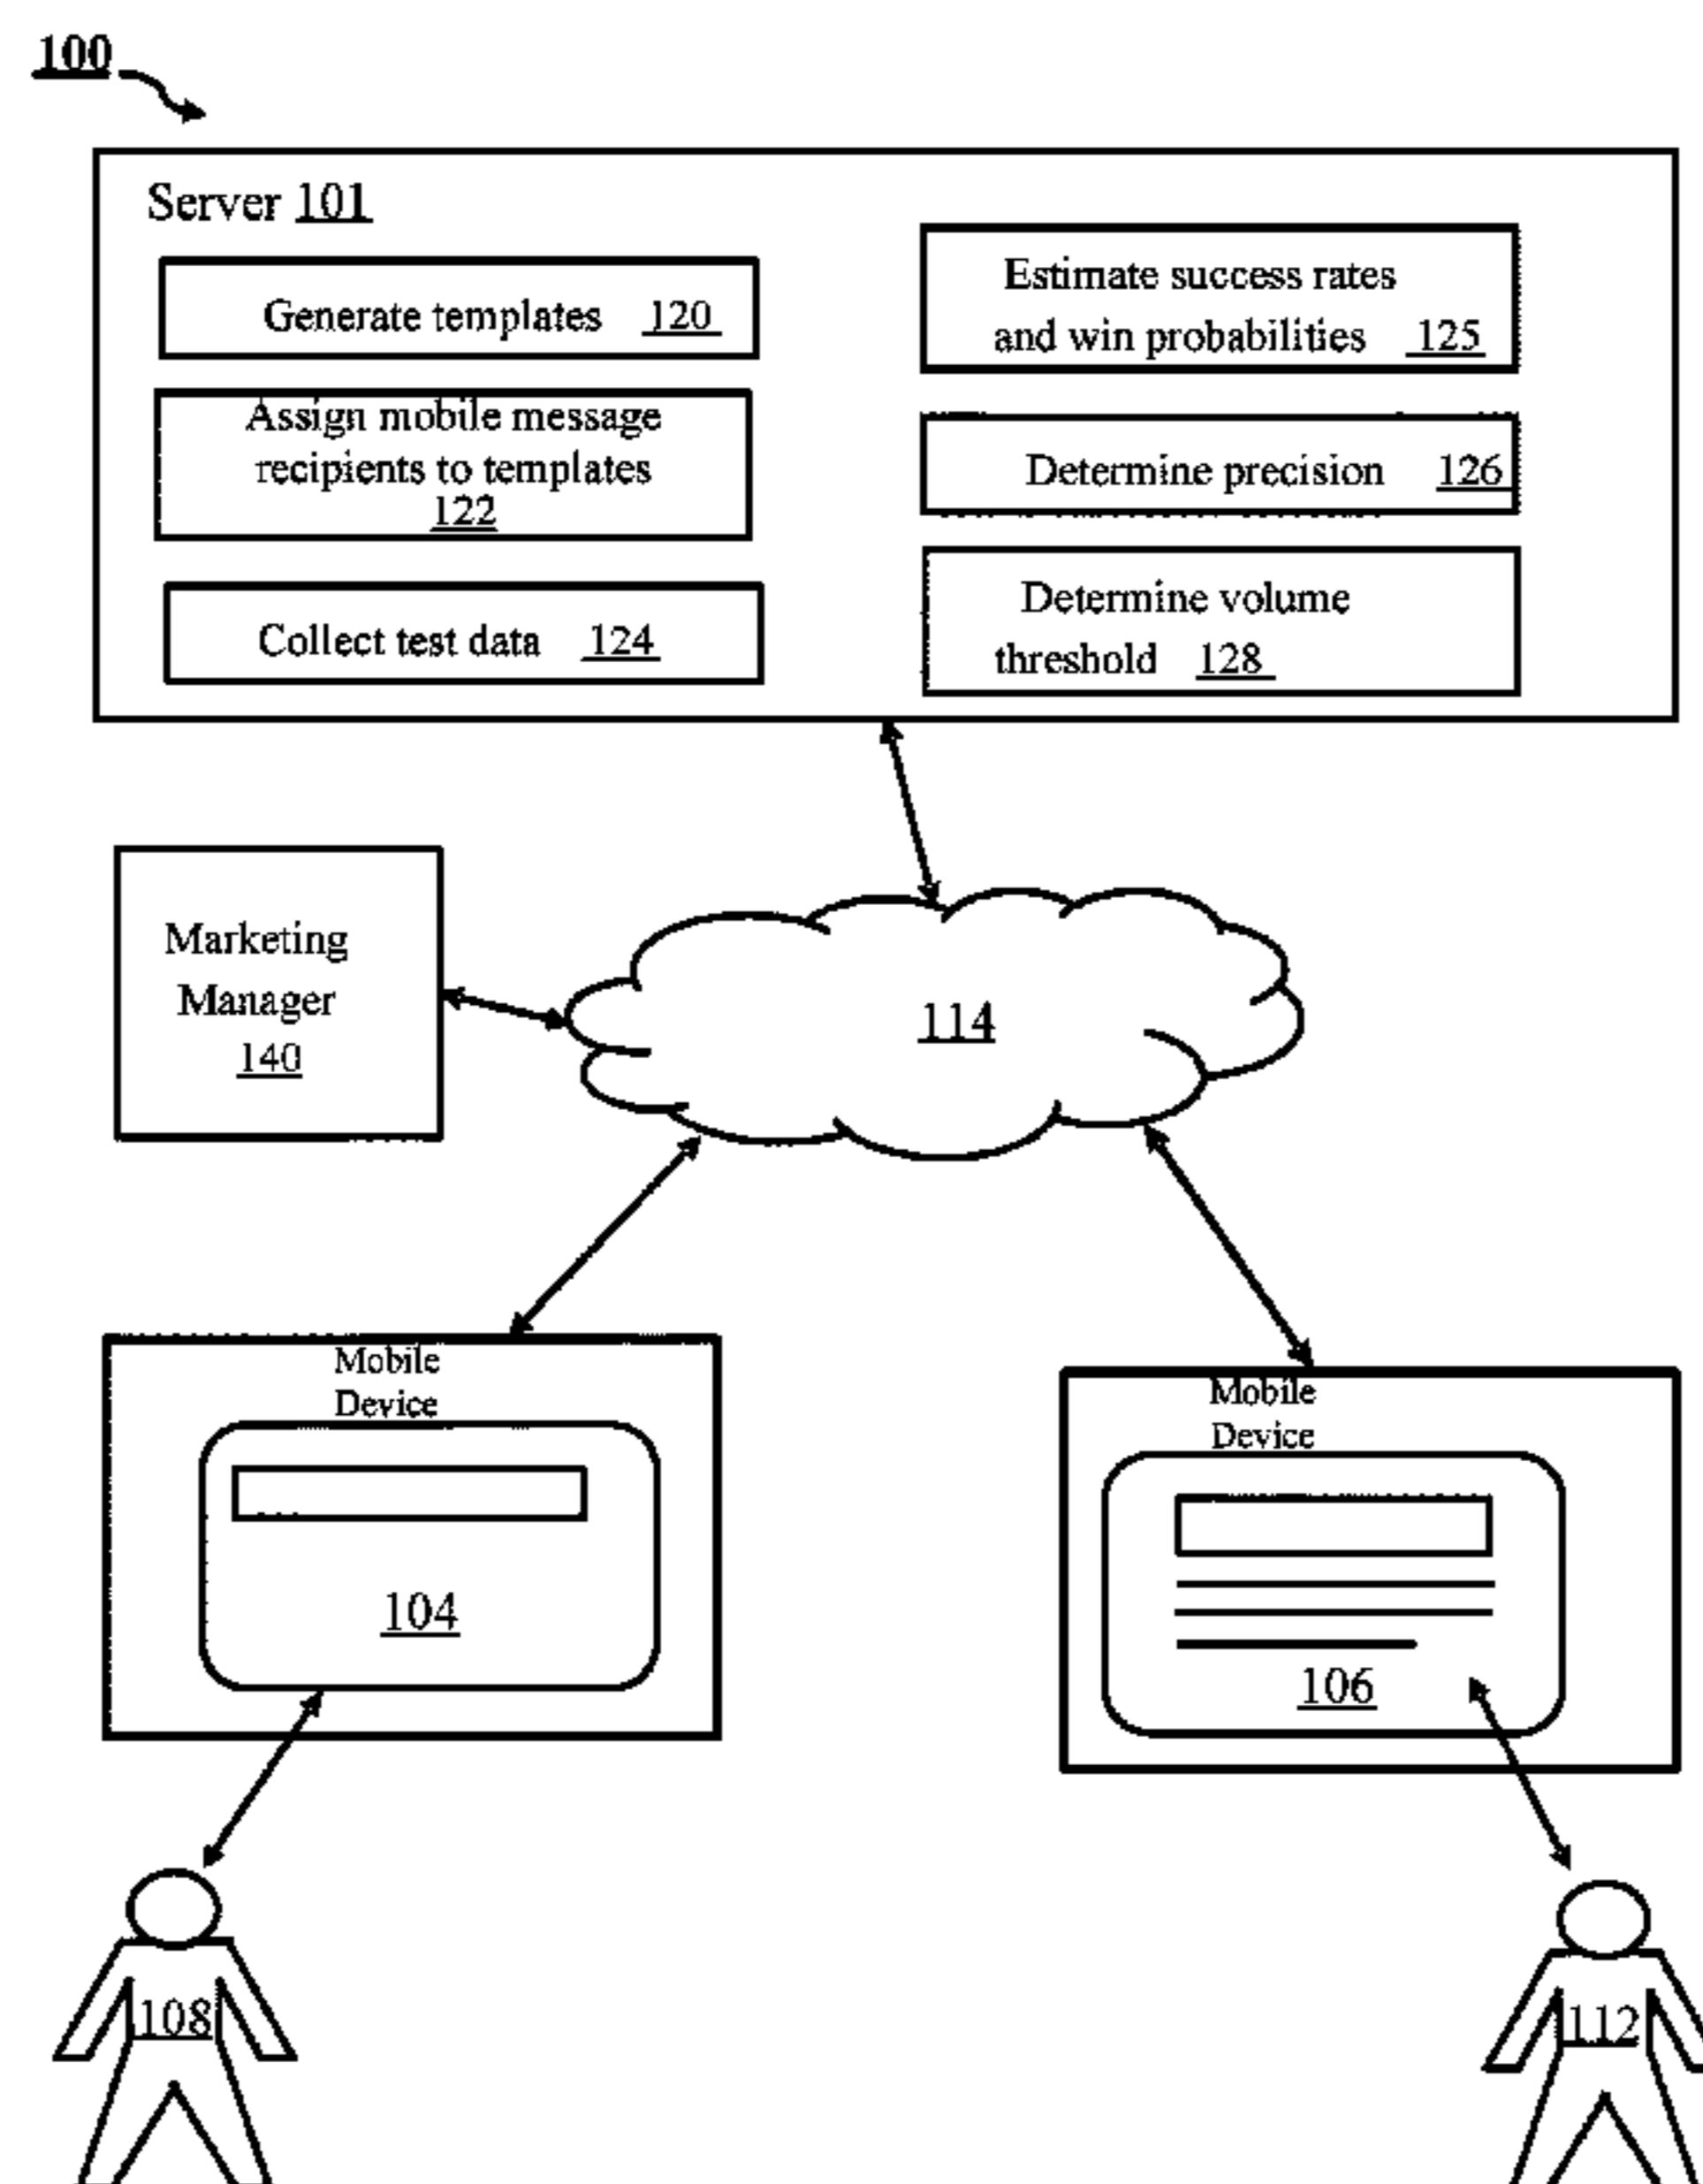 100
Server 101
Generate templates 120
Assign mobile message
recipients to templates
122
Collect test data 124
Estimate success rates
and win probabilities 125
Determine precision 126
Determine volume
threshold 128
Marketing
Manager
140
114
Mobile
Device
104
Mobile
Device
106
108
112